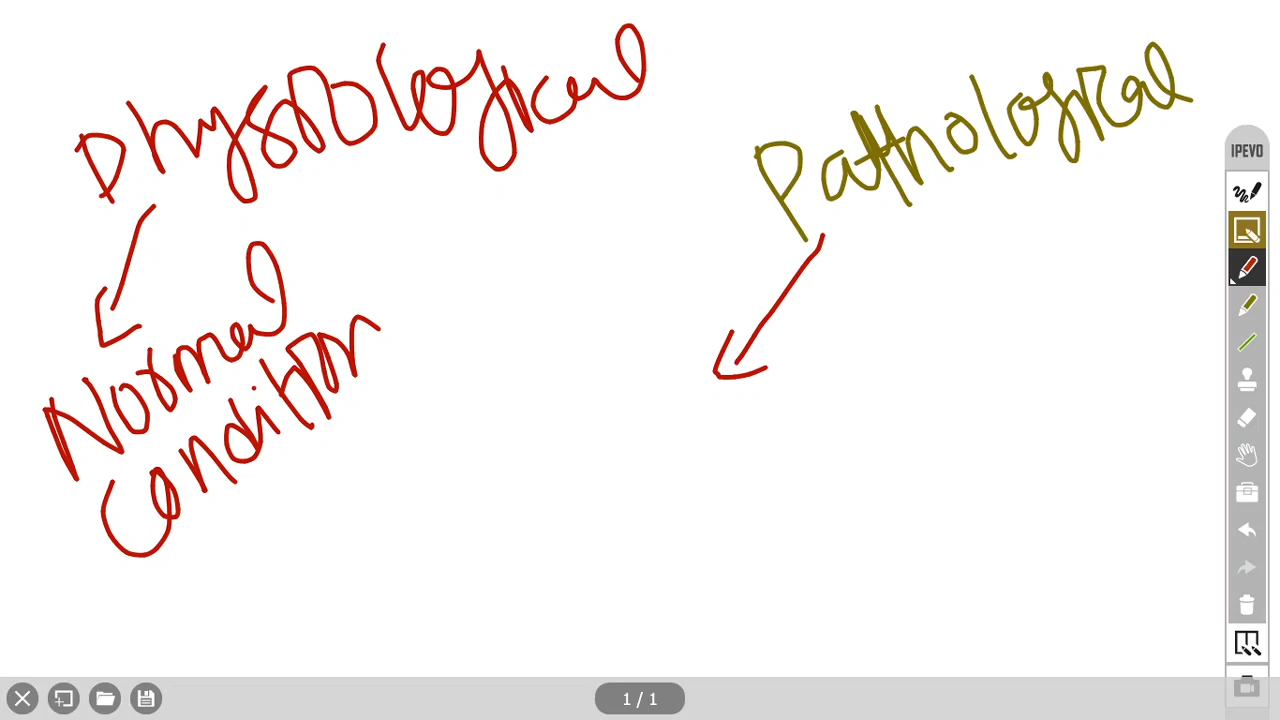 Physiological
Pathological
Normal
Condition
IPEVO
1 / 1